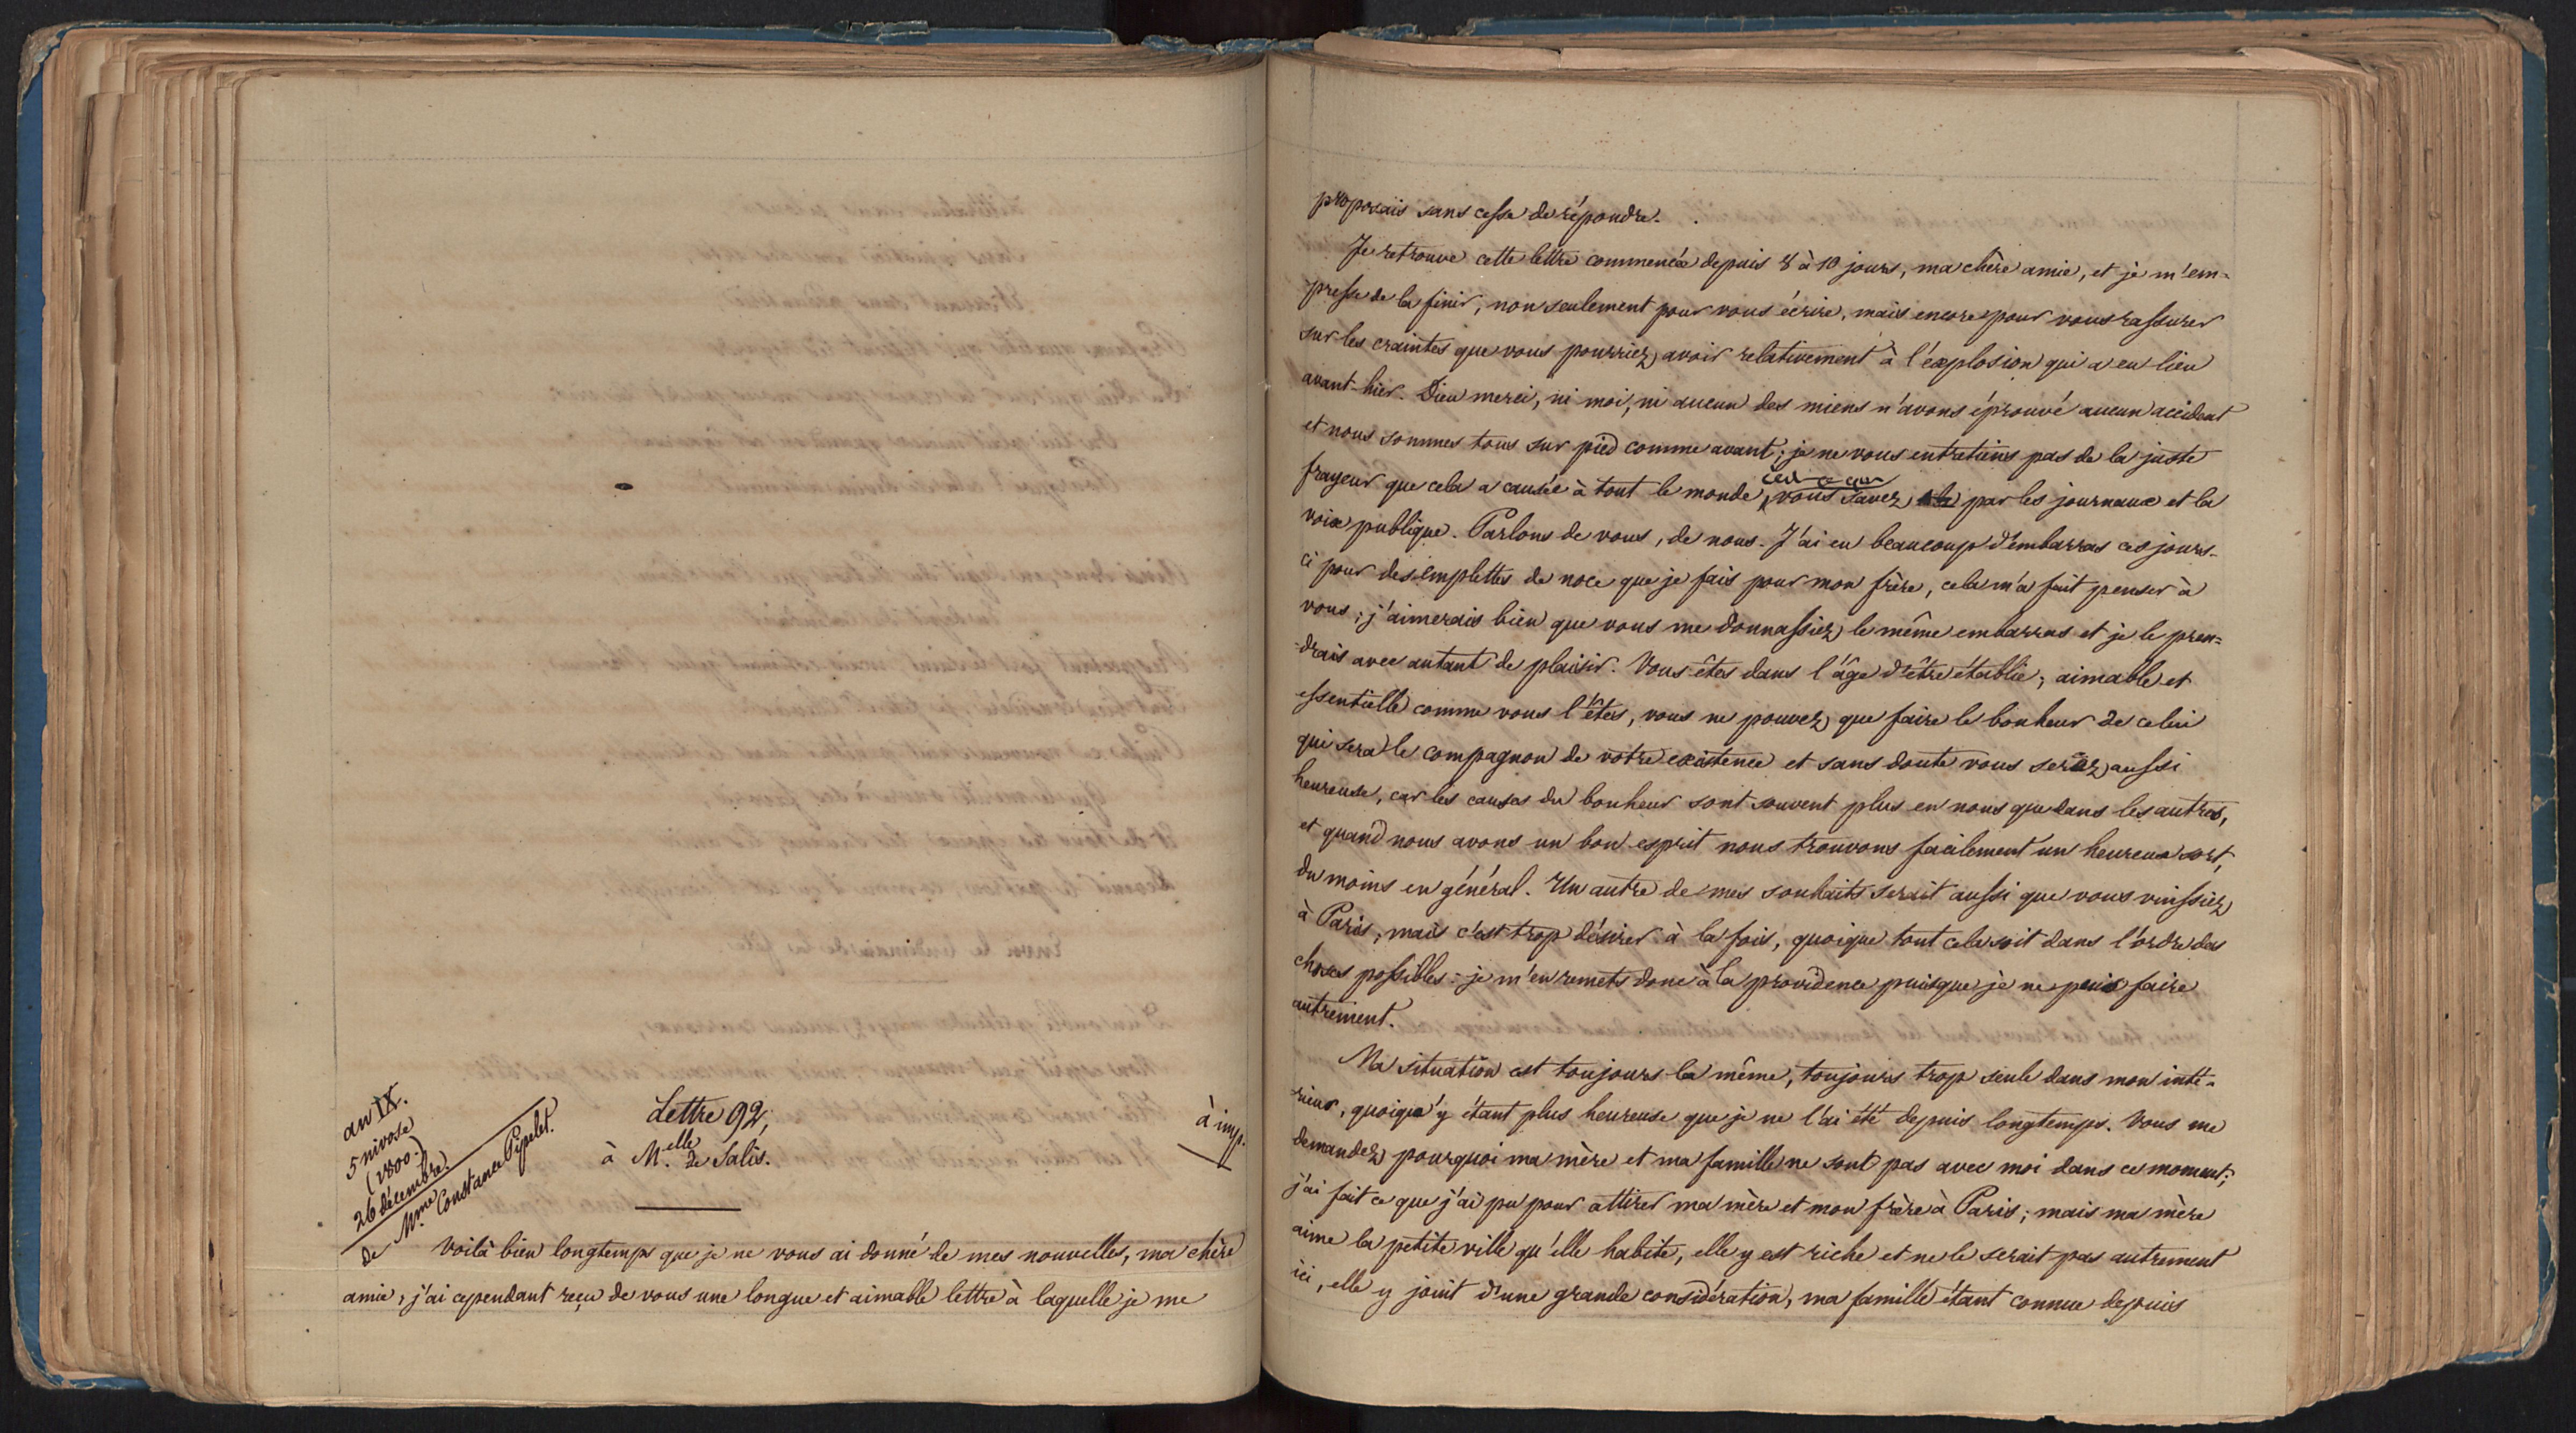 an IX.
5 nivose
(1800.)
26 décembre.
de Mme Constance Pipelet.
Lettre 92,
à M.elle de Salis.
à imp.
Voilà bien longtemps que je ne vous ai donné de mes nouvelles, ma chère
amie, j'ai cependant reçu de vous une longue et aimable lettre à laquelle je me
proposais sans cesse de répondre.
Je retrouve cette lettre commencée depuis 8 à 10 jours, ma chère amie, et je m'em=
presse de la finir, non seulement pour vous écrire, mais encore pour vous rassurer
sur les craintes que vous pourriez avoir relativement à l'explosion qui a eu lieu
avant-hier. Dieu merci, ni moi, ni aucun des miens n'avons éprouvé aucun accident
et nous sommes tous sur pied comme avant; je ne vous entretiens pas de la juste
frayeur que cela a causée à tout le monde, vous savez par les journaux et la
voix publique. Parlons de vous, de nous. J'ai eu beaucoup d'embarras ces jours-
ci pour des emplettes de noce que je fais pour mon frère, cela m'a fait penser à
vous; j'aimerais bien que vous me donnassiez le même embarras et je le pren=
drais avec autant de plaisir. Vous êtes dans l'âge d'être établie; aimable et
essentielle comme vous l'êtes, vous ne pouvez que faire le bonheur de celui
qui sera le compagnon de votre existence et sans doute vous serez aussi
heureuse, car les causes du bonheur sont souvent plus en nous que dans les autres,
et quand nous avons un bon esprit nous trouvons facilement un heureux sort,
du moins en général. Un autre de mes souhaits serait aussi que vous vinssiez
à Paris, mais c'est trop désirer à la fois, quoique tout cela soit dans l'ordre des
choses possibles: je m'en remets donc à la providence puisque je ne puis faire
autrement.
Ma situation est toujours la même, toujours trop seule dans mon inté-
rieur, quoiqu'y étant plus heureuse que je ne l'ai été depuis longtemps. Vous me
demandez pourquoi ma mère et ma famille ne sont pas avec moi dans ce moment;
j'ai fait ce que j'ai pu pour attirer ma mère et mon frère à Paris; mais ma mère
aime la petite ville qu'elle habite, elle y est riche et ne le serait pas autrement
ici, elle y jouit d'une grande considération, ma famille étant connue depuis